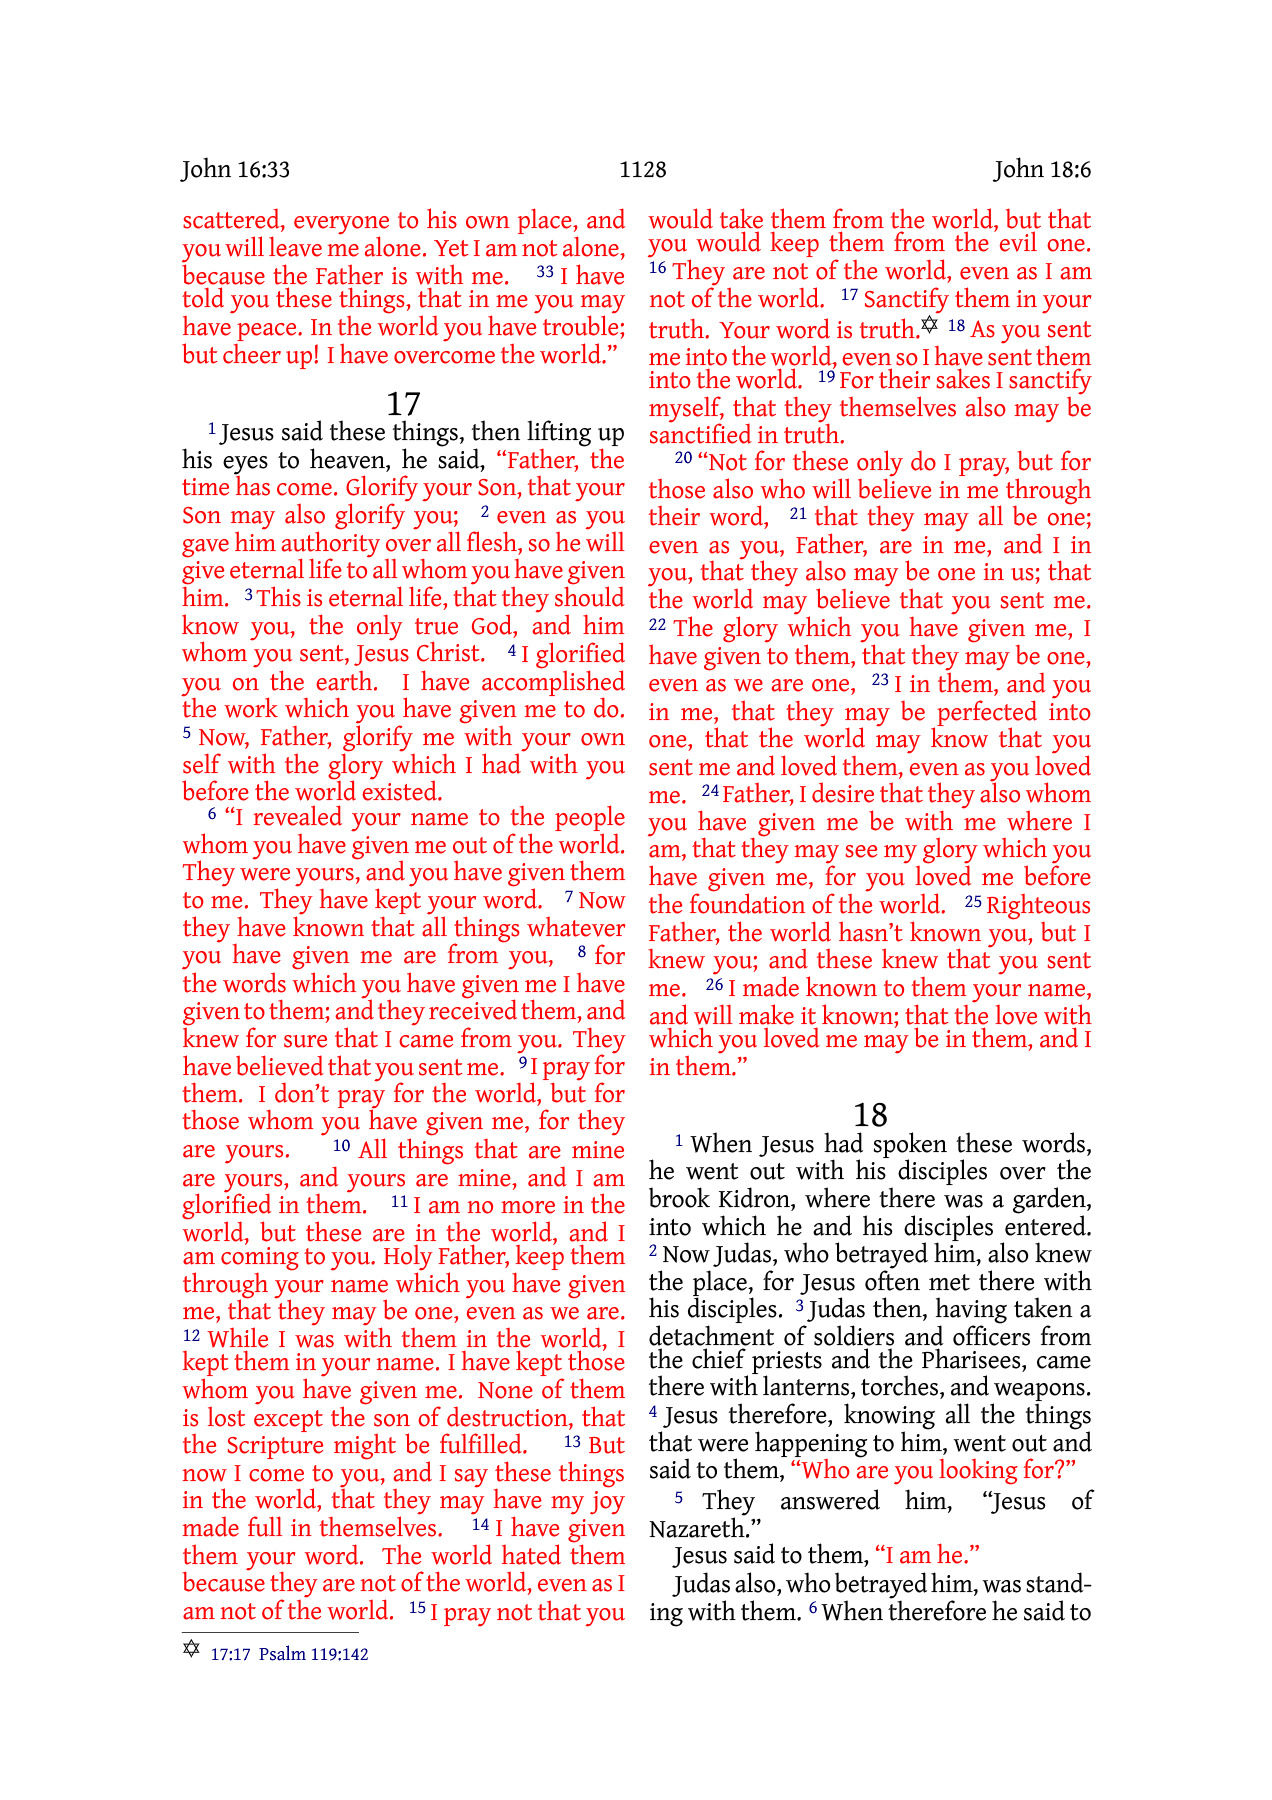 John 16:33 1128 John 18:6
scattered, everyone to his own place, and
you will leave me alone. Yet I am not alone,
because the Father is with me. 33 I have
told you these things, that in me you may
have peace. In the world you have trouble;
but cheer up! I have overcome the world.”
17
1 Jesus said these things, then lifting up
his eyes to heaven, he said, “Father, the
time has come. Glorify your Son, that your
Son may also glorify you; 2 even as you
gave him authority over all flesh, so he will
give eternal life to all whom you have given
him. 3 This is eternal life, that they should
know you, the only true God, and him
whom you sent, Jesus Christ. 4 I glorified
you on the earth. I have accomplished
the work which you have given me to do.
5 Now, Father, glorify me with your own
self with the glory which I had with you
before the world existed.
6 “I revealed your name to the people
whom you have given me out of the world.
They were yours, and you have given them
to me. They have kept your word. 7 Now
they have known that all things whatever
you have given me are from you, 8 for
the words which you have given me I have
given to them; and they received them, and
knew for sure that I came from you. They
have believed that you sent me. 9 I pray for
them. I don’t pray for the world, but for
those whom you have given me, for they
are yours. 10 All things that are mine
are yours, and yours are mine, and I am
glorified in them. 11 I am no more in the
world, but these are in the world, and I
am coming to you. Holy Father, keep them
through your name which you have given
me, that they may be one, even as we are.
12 While I was with them in the world, I
kept them in your name. I have kept those
whom you have given me. None of them
is lost except the son of destruction, that
the Scripture might be fulfilled. 13 But
now I come to you, and I say these things
in the world, that they may have my joy
made full in themselves. 14 I have given
them your word. The world hated them
because they are not of the world, even as I
am not of the world. 15 I pray not that you
would take them from the world, but that
you would keep them from the evil one.
16 They are not of the world, even as I am
not of the world. 17 Sanctify them in your
truth. Your word is truth.✡ 18 As you sent
me into the world, even so I have sent them
into the world. 19 For their sakes I sanctify
myself, that they themselves also may be
sanctified in truth.
20 “Not for these only do I pray, but for
those also who will believe in me through
their word, 21 that they may all be one;
even as you, Father, are in me, and I in
you, that they also may be one in us; that
the world may believe that you sent me.
22 The glory which you have given me, I
have given to them, that they may be one,
even as we are one, 23 I in them, and you
in me, that they may be perfected into
one, that the world may know that you
sent me and loved them, even as you loved
me. 24 Father, I desire that they also whom
you have given me be with me where I
am, that they may see my glory which you
have given me, for you loved me before
the foundation of the world. 25 Righteous
Father, the world hasn’t known you, but I
knew you; and these knew that you sent
me. 26 I made known to them your name,
and will make it known; that the love with
which you loved me may be in them, and I
in them.”
18
1 When Jesus had spoken these words,
he went out with his disciples over the
brook Kidron, where there was a garden,
into which he and his disciples entered.
2 Now Judas, who betrayed him, also knew
the place, for Jesus often met there with
his disciples. 3 Judas then, having taken a
detachment of soldiers and officers from
the chief priests and the Pharisees, came
there with lanterns, torches, and weapons.
4 Jesus therefore, knowing all the things
that were happening to him, went out and
said to them, “Who are you looking for?”
5 They answered him, “Jesus of
Nazareth.”
Jesus said to them, “I am he.”
Judas also, who betrayed him, was stand-
ing with them. 6 When therefore he said to
✡ 17:17 Psalm 119:142